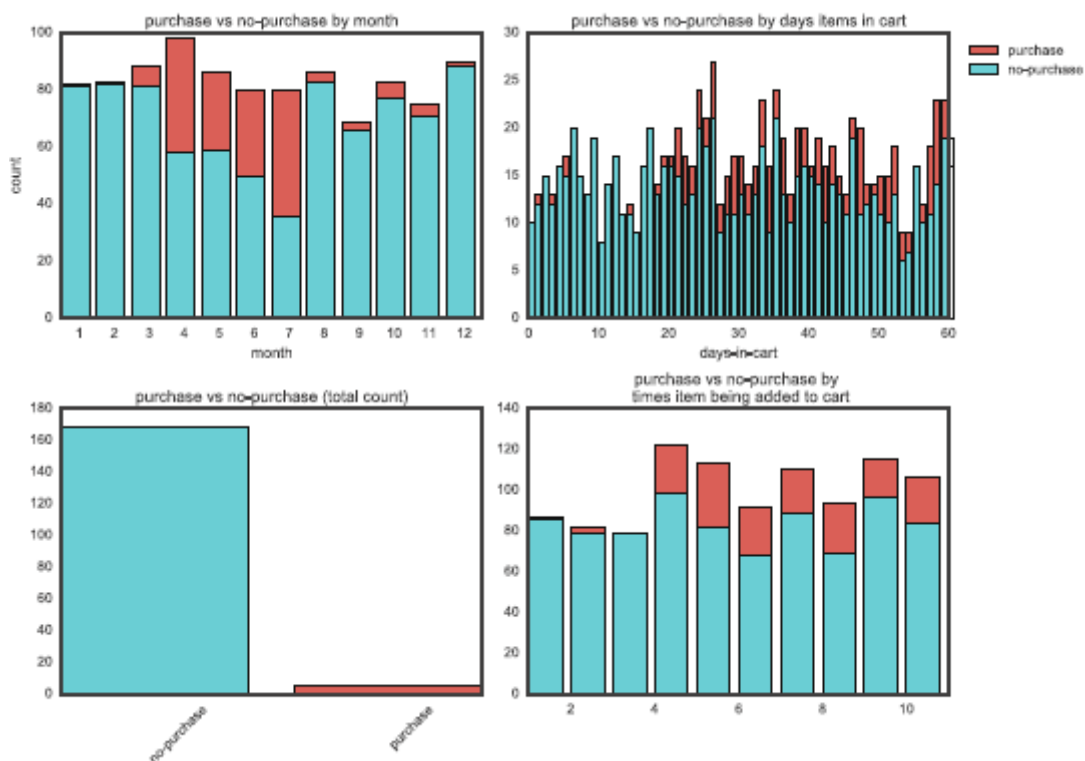 purchase vs no-purchase by month
100
80
60
40
20
0
count
1 2 3 4 5 6 7 8 9 10 11 12
month
purchase vs no-purchase by days items in cart
30
25
20
15
10
5
0
0 10 20 30 40 50 60
days-in-cart
purchase
no-purchase
purchase vs no-purchase (total count)
180
160
140
120
100
80
60
40
20
0
no-purchase
purchase
purchase vs no-purchase by
times item being added to cart
140
120
100
80
60
40
20
0
2 4 6 8 10